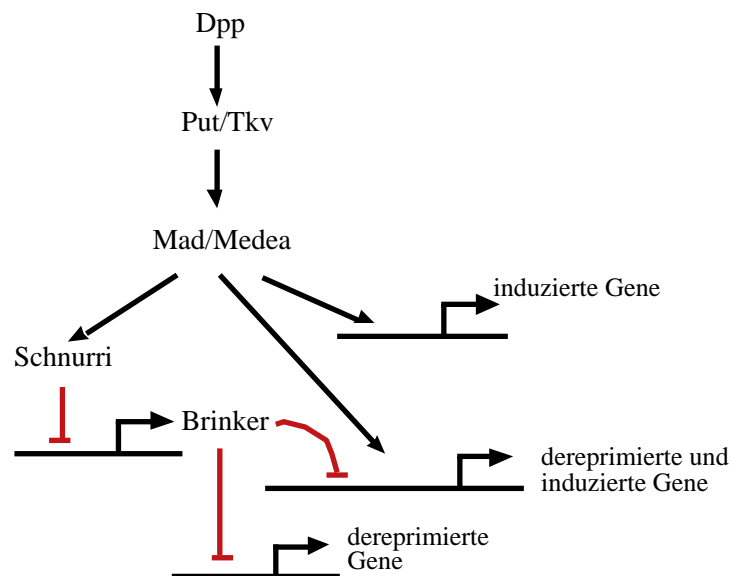 Dpp
Put/Tkv
Mad/Medea
induzierte Gene
Schnurri
Brinker
dereprimierte und
induzierte Gene
dereprimierte
Gene